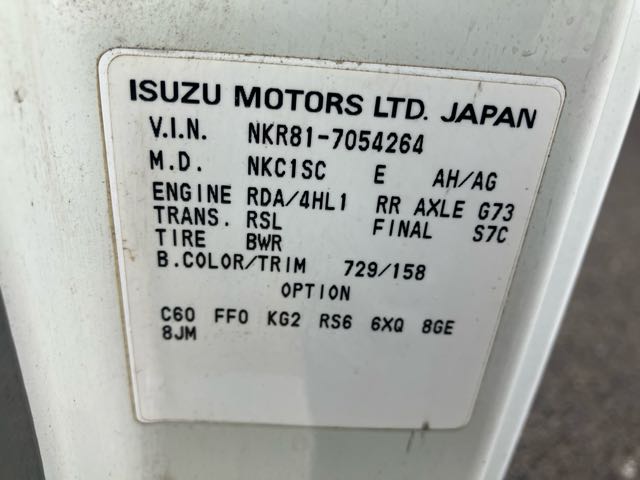 ISUZU MOTORS LTD. JAPAN
V.I.N. NKR81-7054264
M.D. NKC1SC E AH/AG
ENGINE RDA/4HL1 RR AXLE G73
TRANS. RSL FINAL S7C
TIRE BWR
B.COLOR/TRIM 729/158
OPTION
C60 FF0 KG2 RS6 6XQ 8GE
8JM